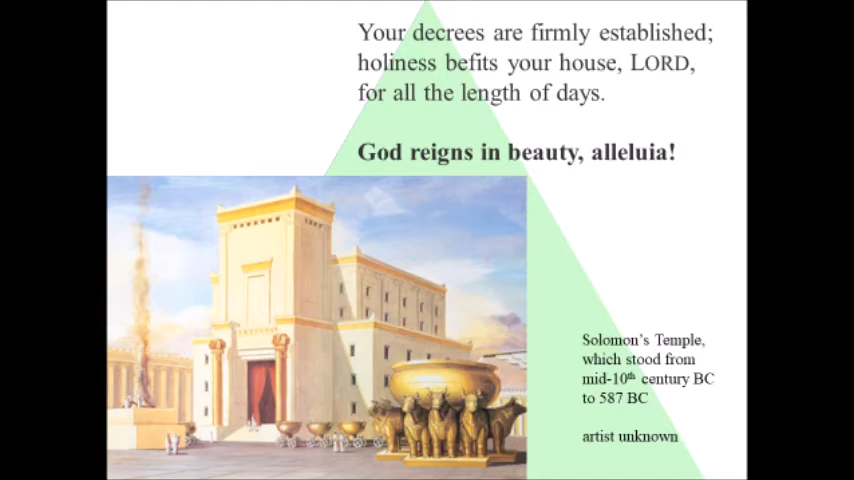 Your decrees are firmly established;
holiness befits your house, LORD,
for all the length of days.
God reigns in beauty, alleluia!
Solomon's Temple,
which stood from
mid-10th century BC
to 587 BC
artist unknown